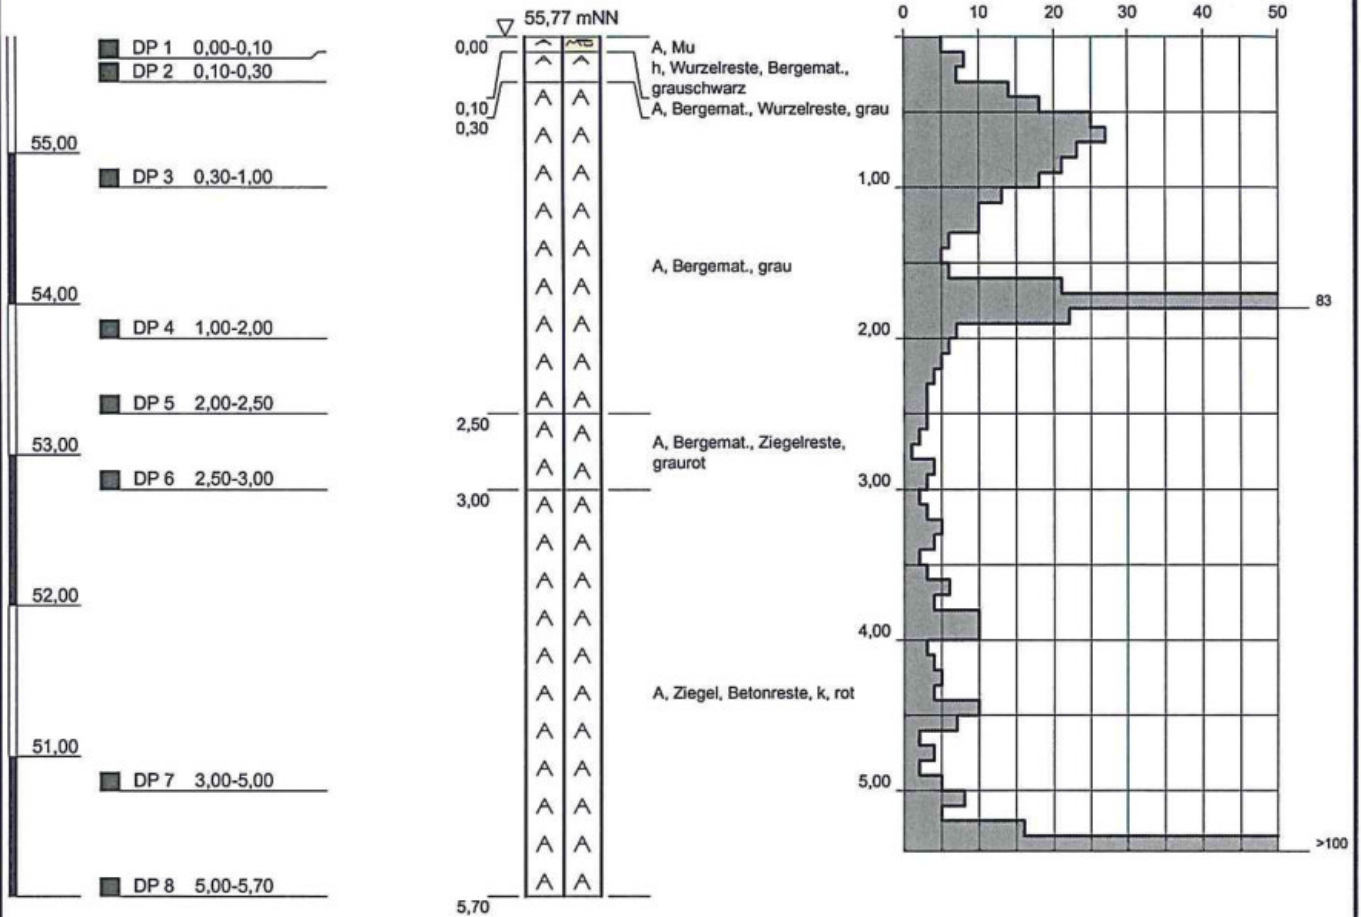 55,77 mNN
0 10 20 30 40 50
DP 1 0,00-0,10
DP 2 0,10-0,30
0,00
A, Mu
h, Wurzelreste, Bergemat.,
grauschwarz
0,10
A, Bergemat., Wurzelreste, grau
0,30
55,00
DP 3 0,30-1,00
1,00
A, Bergemat., grau
54,00
83
DP 4 1,00-2,00
2,00
DP 5 2,00-2,50
2,50
53,00
A, Bergemat., Ziegelreste,
graurot
DP 6 2,50-3,00
3,00
3,00
52,00
4,00
A, Ziegel, Betonreste, k, rot
51,00
DP 7 3,00-5,00
5,00
>100
DP 8 5,00-5,70
5,70